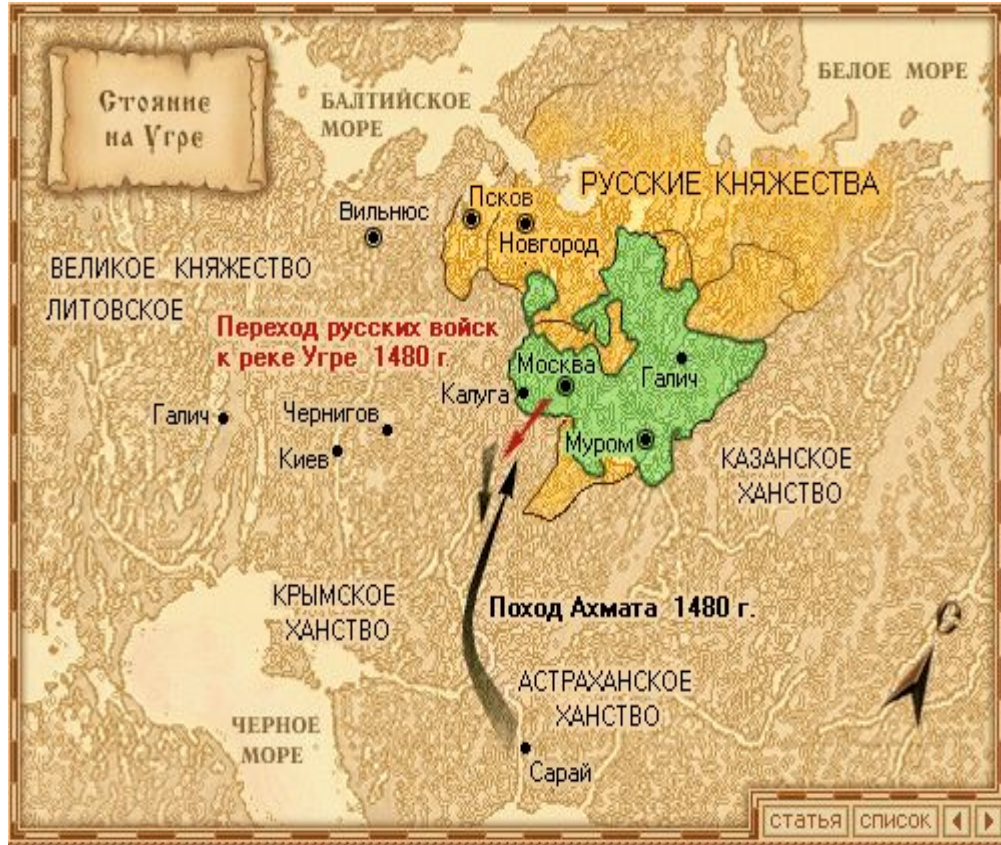 Стояние
на Угре
БАЛТИЙСКОЕ
МОРЕ
БЕЛОЕ МОРЕ
РУССКИЕ КНЯЖЕСТВА
Псков
Вильнюс
Новгород
ВЕЛИКОЕ КНЯЖЕСТВО
ЛИТОВСКОЕ
Переход русских войск
к реке Угре 1480 г.
Москва
Галич
Калуга
Галич
Чернигов
Киев
Муром
КАЗАНСКОЕ
ХАНСТВО
КРЫМСКОЕ
ХАНСТВО
Поход Ахмата 1480 г.
С
АСТРАХАНСКОЕ
ХАНСТВО
ЧЕРНОЕ
МОРЕ
Сарай
статья список